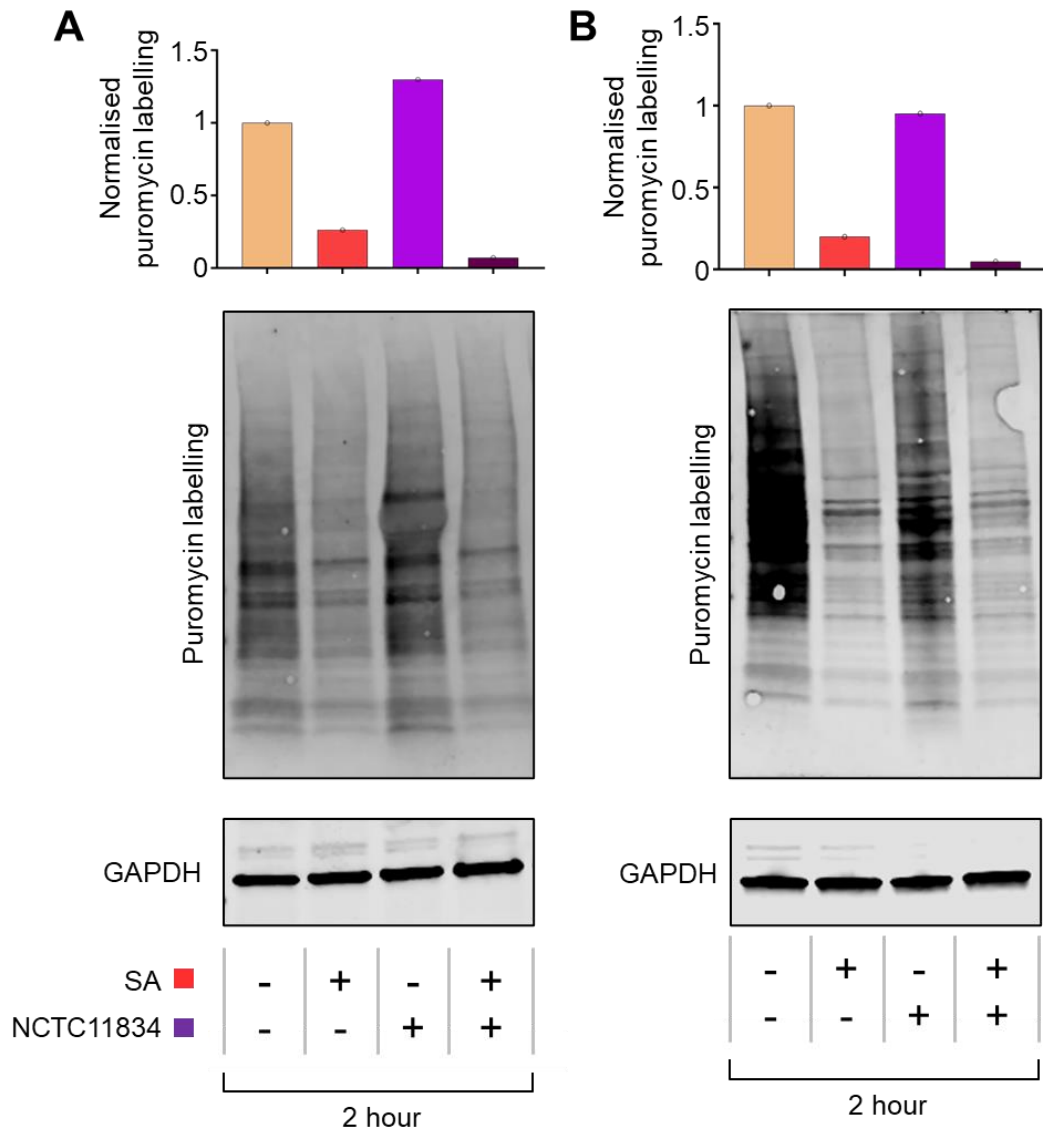 A
Normalised
puromycin labelling
1.5
1
0.5
0
Puromycin labelling
GAPDH
SA - + - +
NCTC11834 - - + +
2 hour
B
Normalised
puromycin labelling
1.5
1
0.5
0
Puromycin labelling
GAPDH
- + - +
- - + +
2 hour